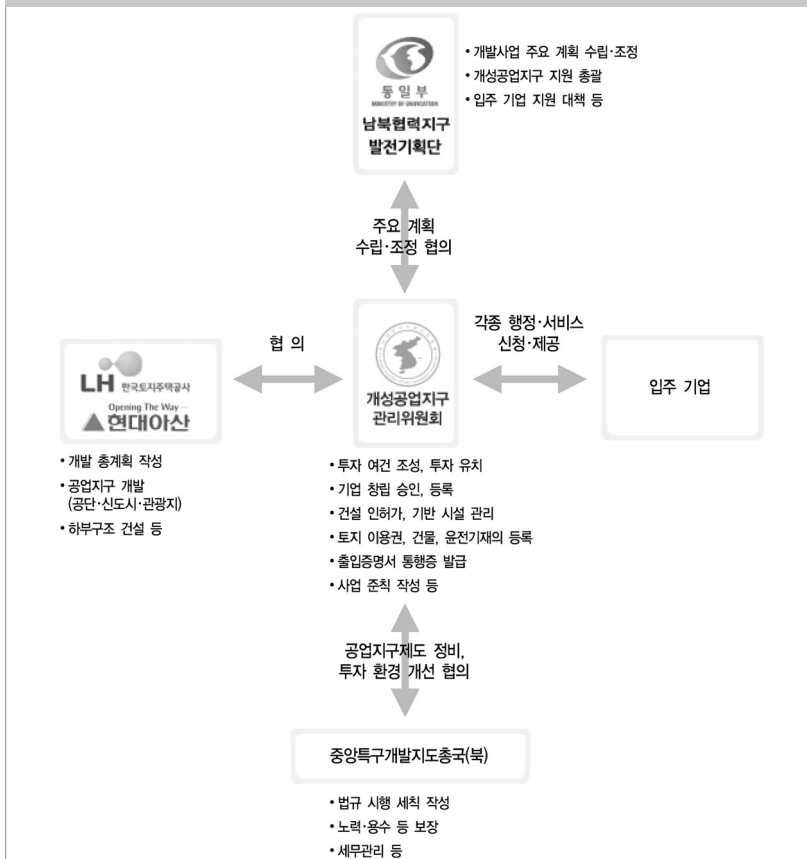 통일부
MINISTRY OF UNIFICATION
남북협력지구
발전기획단
• 개발사업 주요 계획 수립·조정
• 개성공업지구 지원 총괄
• 입주 기업 지원 대책 등
주요 계획
수립·조정 협의
LH 한국토지주택공사
Opening The Way
현대아산
협 의
개성공업지구
관리위원회
각종 행정·서비스
신청·제공
입주 기업
• 개발 총계획 작성
• 공업지구 개발
(공단·신도시·관광지)
• 하부구조 건설 등
• 투자 여건 조성, 투자 유치
• 기업 창립 승인, 등록
• 건설 인허가, 기반 시설 관리
• 토지 이용권, 건물, 윤전기재의 등록
• 출입증명서 통행증 발급
• 사업 준칙 작성 등
공업지구제도 정비,
투자 환경 개선 협의
중앙특구개발지도총국(북)
• 법규 시행 세칙 작성
• 노력·용수 등 보장
• 세무관리 등